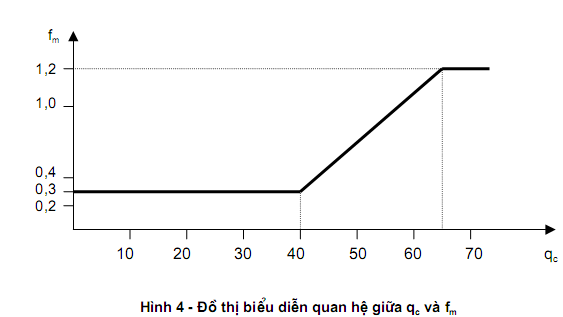 fm
1,2
1,0
0,4
0,3
0,2
10 20 30 40 50 60 70 qc
Hình 4 - Đồ thị biểu diễn quan hệ giữa qc và fm